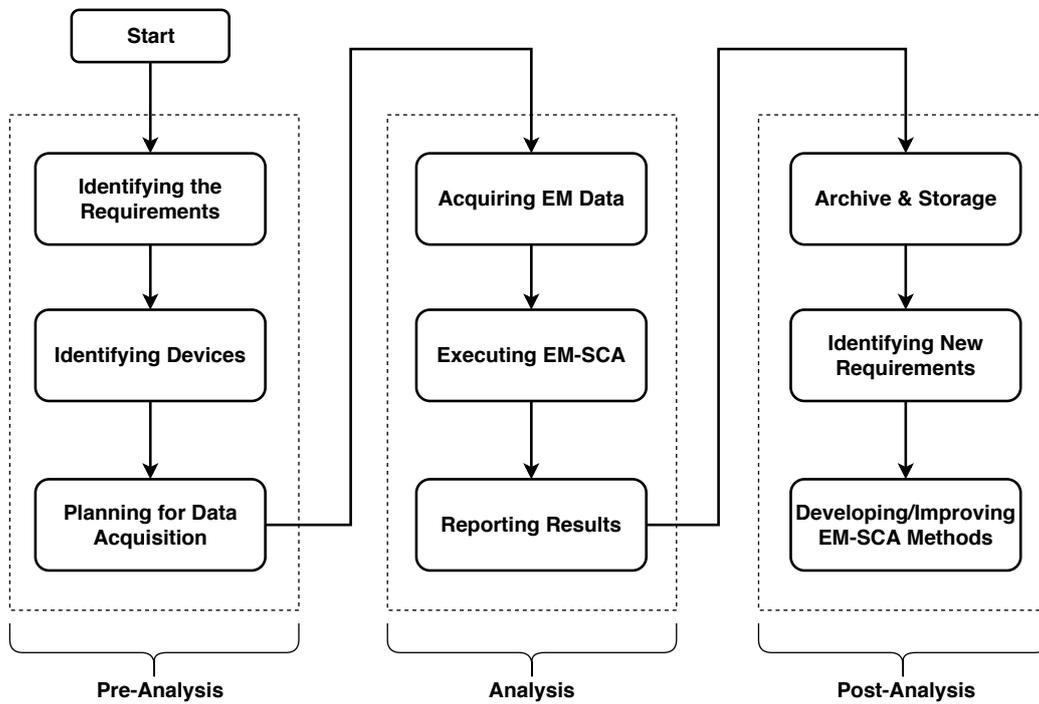 Start
Identifying the
Requirements
Identifying Devices
Planning for Data
Acquisition
Pre-Analysis
Acquiring EM Data
Executing EM-SCA
Reporting Results
Analysis
Archive & Storage
Identifying New
Requirements
Developing/Improving
EM-SCA Methods
Post-Analysis